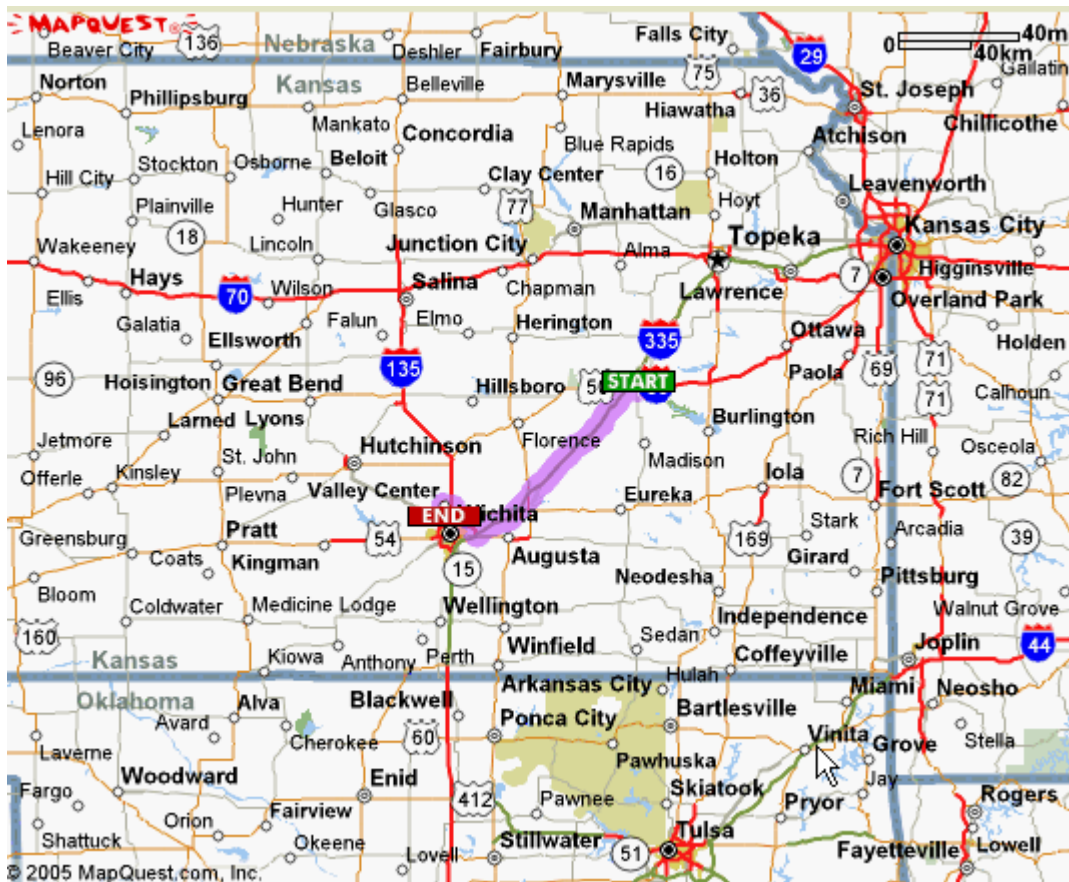 MAPQUEST®
Beaver City
136
Nebraska
Deshler
Fairbury
Falls City
0
40m
40km
29
Gallatin
Norton
Kansas
Belleville
Marysville
75
36
St. Joseph
Phillipsburg
Mankato
Hiawatha
Chillicothe
Lenora
Concordia
Blue Rapids
Atchison
Stockton
Osborne
Beloit
Holton
16
Hill City
Clay Center
Leavenworth
Plainville
Hunter
Glasco
77
Manhattan
Hoyt
18
Topeka
Kansas City
Wakeeney
Lincoln
Junction City
Alma
7
Higginsville
Hays
Salina
Chapman
Lawrence
Overland Park
Ellis
70
Wilson
Galatia
Falun
Elmo
Herington
335
Ottawa
Ellsworth
Holden
96
135
71
Hoisington
Great Bend
Hillsboro
50
START
Paola
69
71
Calhoun
Larned
Lyons
Burlington
Jetmore
Hutchinson
Florence
Rich Hill
Osceola
Offerle
Kinsley
St. John
Madison
Iola
7
82
Plevna
Valley Center
Eureka
Fort Scott
END
Wichita
Greensburg
Pratt
54
169
Stark
Arcadia
39
Coats
Kingman
Augusta
Girard
Bloom
15
Neodesha
Pittsburg
Coldwater
Medicine Lodge
Wellington
Independence
Walnut Grove
160
Winfield
Sedan
Joplin
44
Kansas
Kiowa
Anthony
Perth
Coffeyville
Oklahoma
Blackwell
Arkansas City
Hulah
Miami
Neosho
Alva
Avard
Ponca City
Bartlesville
Laverne
Cherokee
60
Vinita
Grove
Stella
Woodward
Enid
Pawhuska
Jay
Fargo
412
Pawnee
Skiatook
Pryor
Rogers
Shattuck
Orion
Fairview
Okeene
Stillwater
Tulsa
Lovell
51
Fayetteville
Lowell
© 2005 MapQuest.com, Inc.